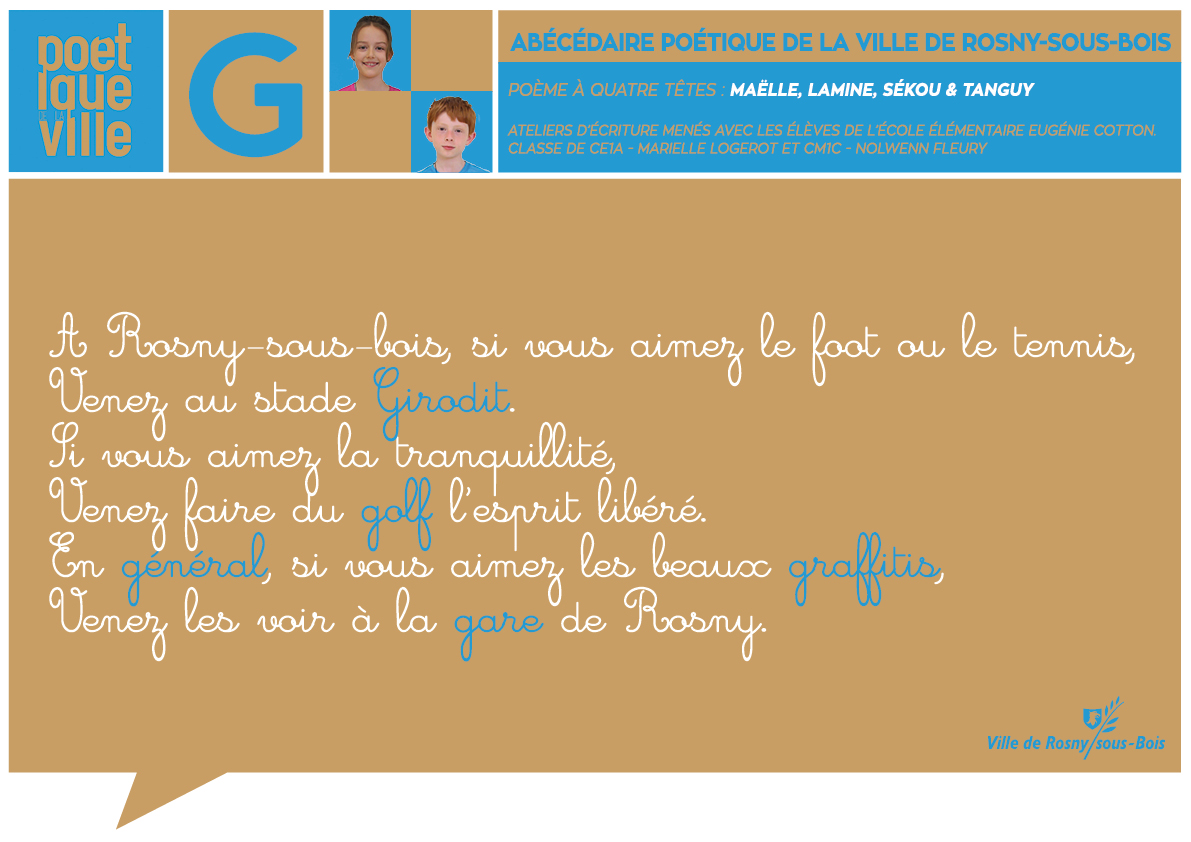 poet
ique
DE LA
ville
G
ABÉCÉDAIRE POÉTIQUE DE LA VILLE DE ROSNY-SOUS-BOIS
POÈME À QUATRE TÊTES : MAËLLE, LAMINE, SÉKOU & TANGUY
ATELIERS D'ÉCRITURE MENÉS AVEC LES ÉLÈVES DE L'ÉCOLE ÉLÉMENTAIRE EUGÉNIE COTTON.
CLASSE DE CE1A - MARIELLE LOGEROT ET CM1C - NOLWENN FLEURY
A Rosny-sous-bois, si vous aimez le foot ou le tennis,
Venez au stade Girodit.
Si vous aimez la tranquillité,
Venez faire du golf l'esprit libéré.
En général, si vous aimez les beaux graffitis,
Venez les voir à la gare de Rosny.
Ville de Rosny/sous-Bois